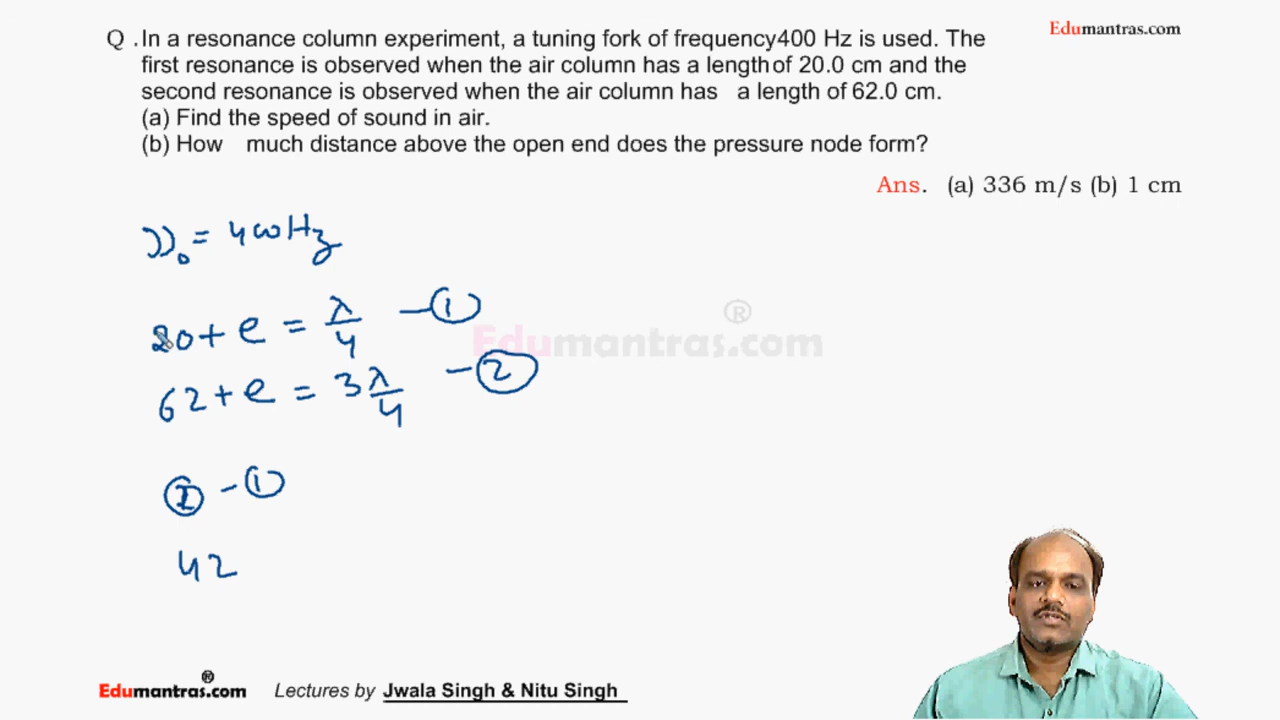 Edumantras.com
Q . In a resonance column experiment, a tuning fork of frequency400 Hz is used. The
first resonance is observed when the air column has a length of 20.0 cm and the
second resonance is observed when the air column has a length of 62.0 cm.
(a) Find the speed of sound in air.
(b) How much distance above the open end does the pressure node form?
Ans. (a) 336 m/s (b) 1 cm
ν₀ = 400 Hz
20 + e = λ/4 - ①
Edumantras.com ®
62 + e = 3λ/4 - ②
② - ①
42
Edumantras.com ® Lectures by Jwala Singh & Nitu Singh